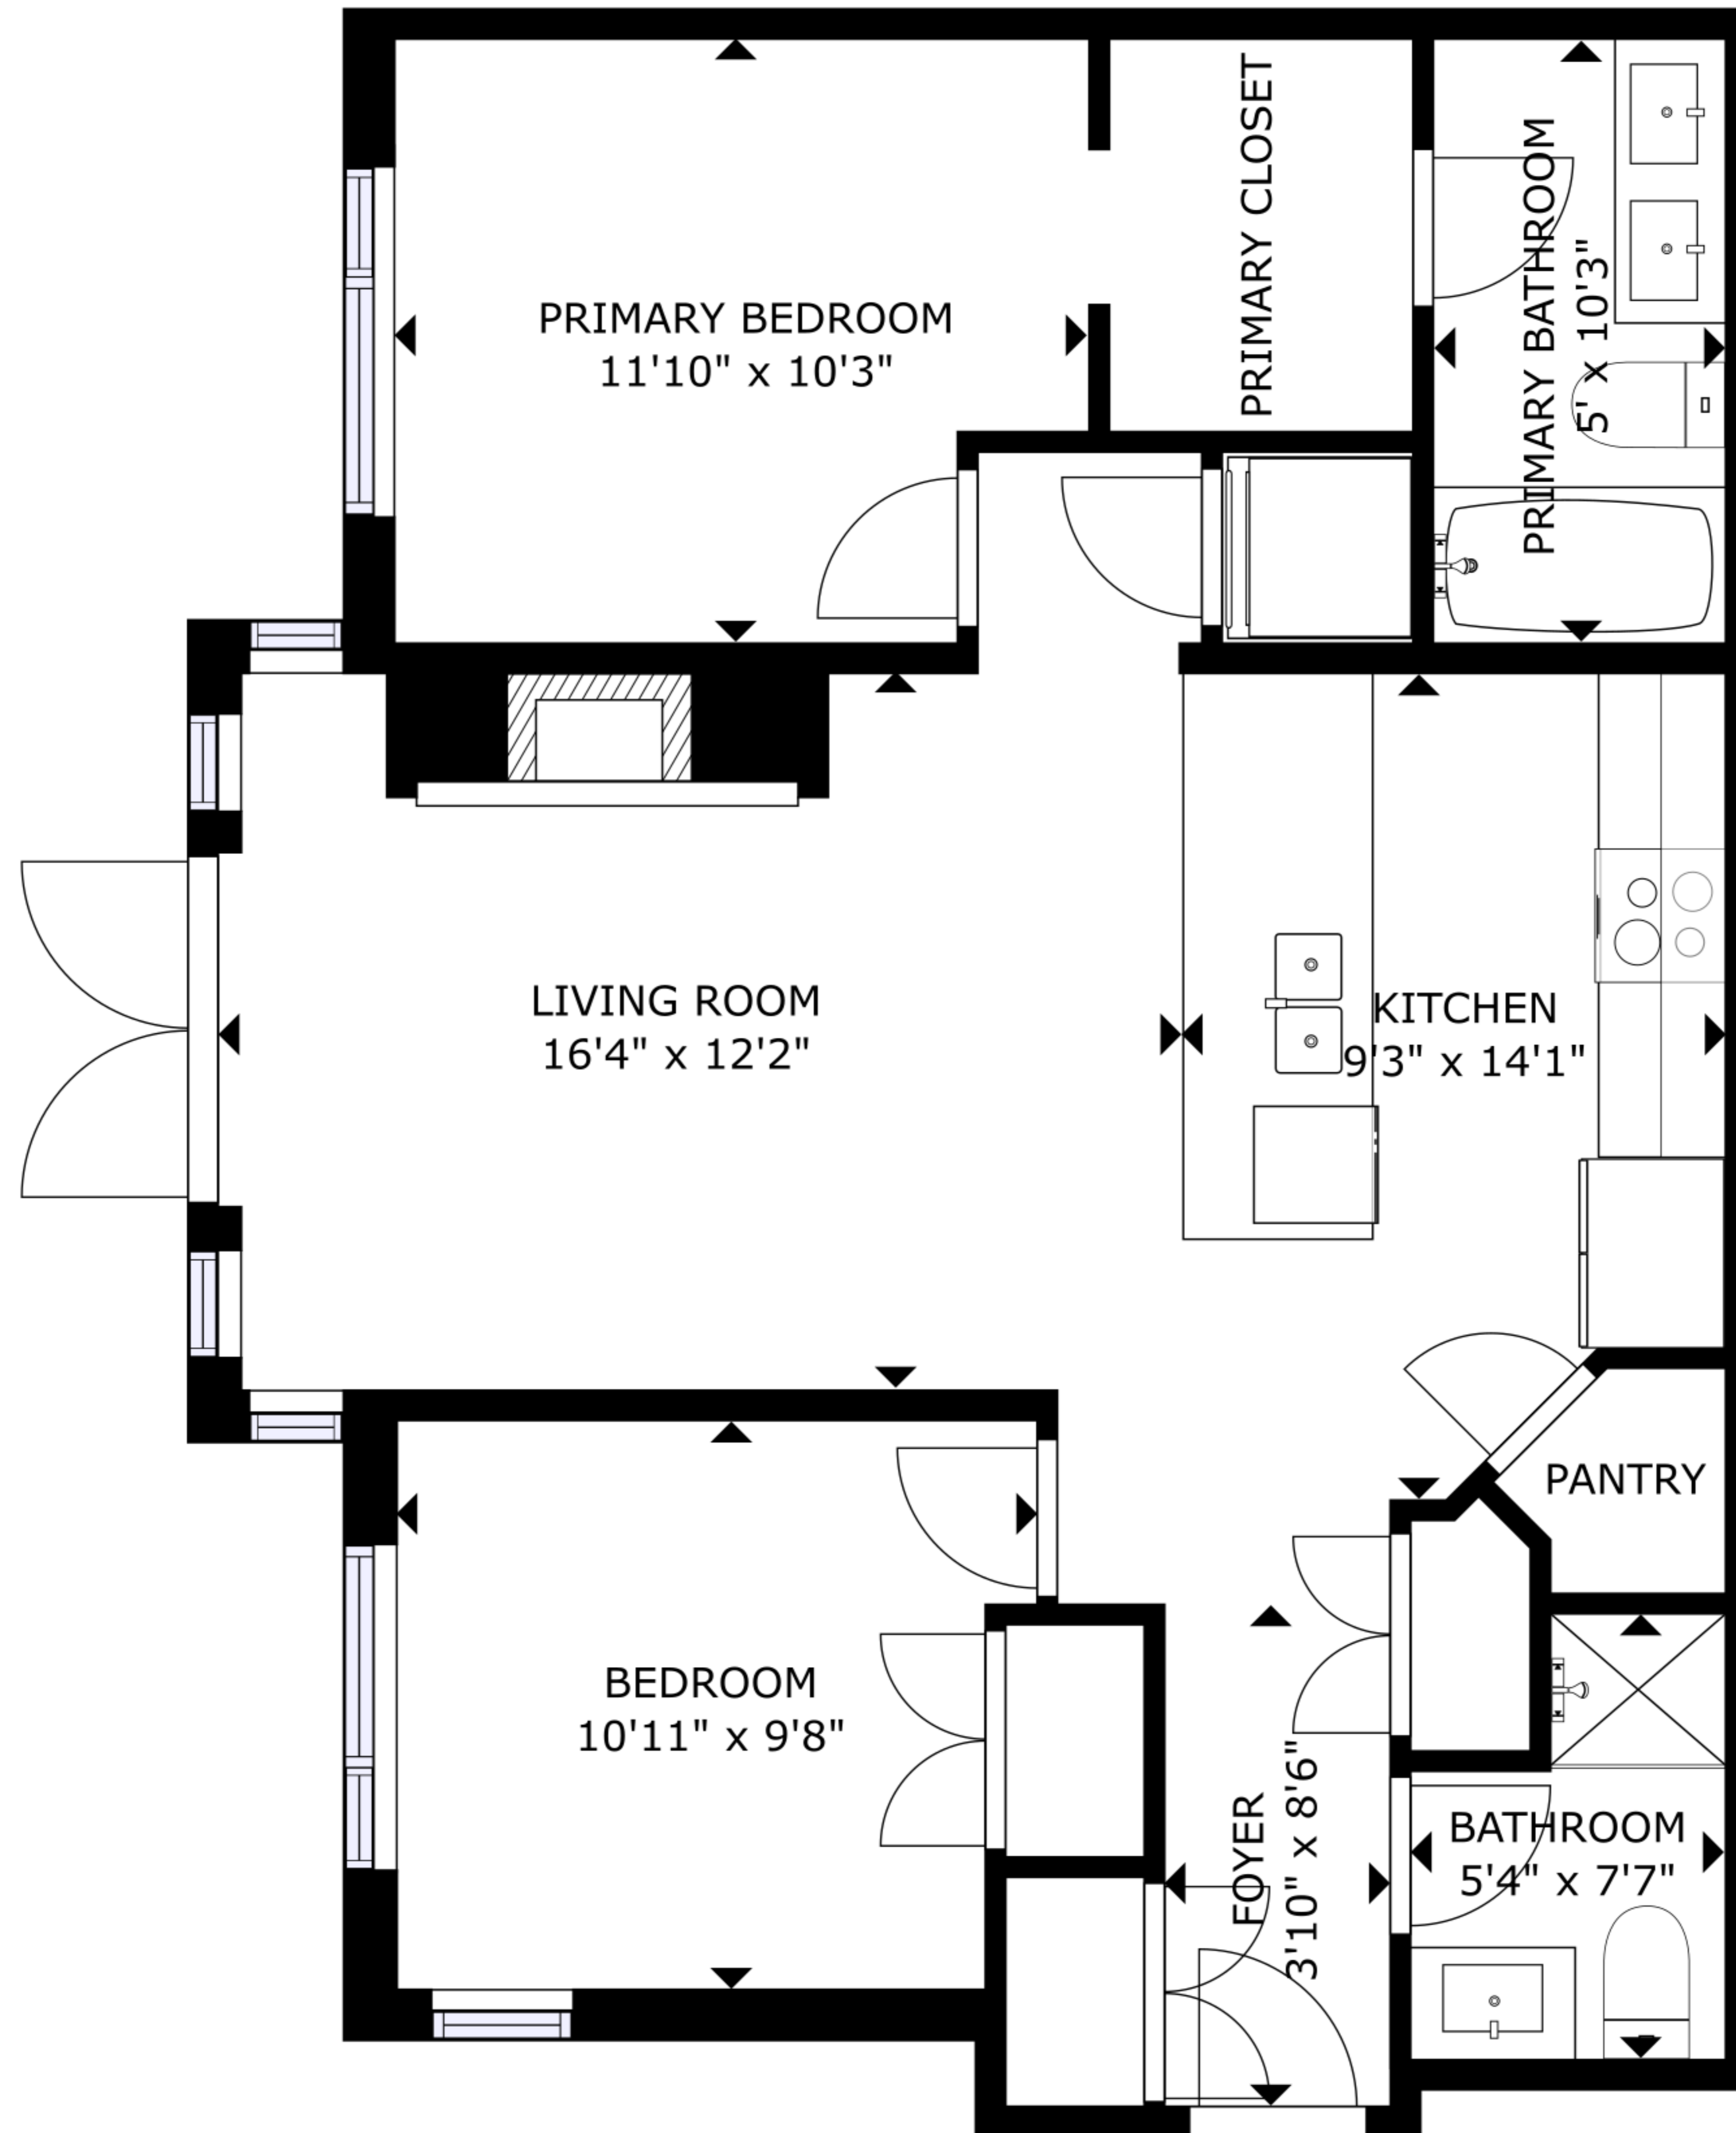 PRIMARY BEDROOM
11'10" x 10'3"
PRIMARY CLOSET
PRIMARY BATHROOM
5' x 10'3"
LIVING ROOM
16'4" x 12'2"
KITCHEN
9'3" x 14'1"
PANTRY
BEDROOM
10'11" x 9'8"
FOYER
3'10" x 8'6"
BATHROOM
5'4" x 7'7"